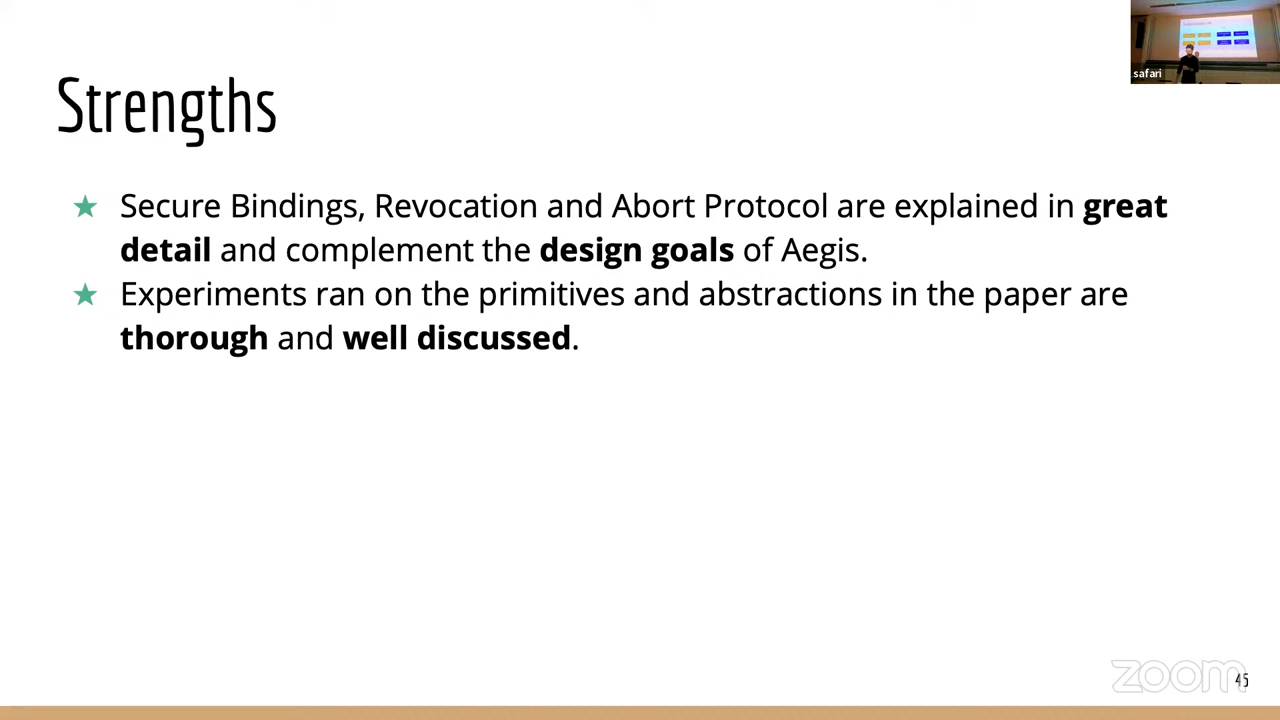 safari
Strengths
★ Secure Bindings, Revocation and Abort Protocol are explained in great
detail and complement the design goals of Aegis.
★ Experiments ran on the primitives and abstractions in the paper are
thorough and well discussed.
zoom
45